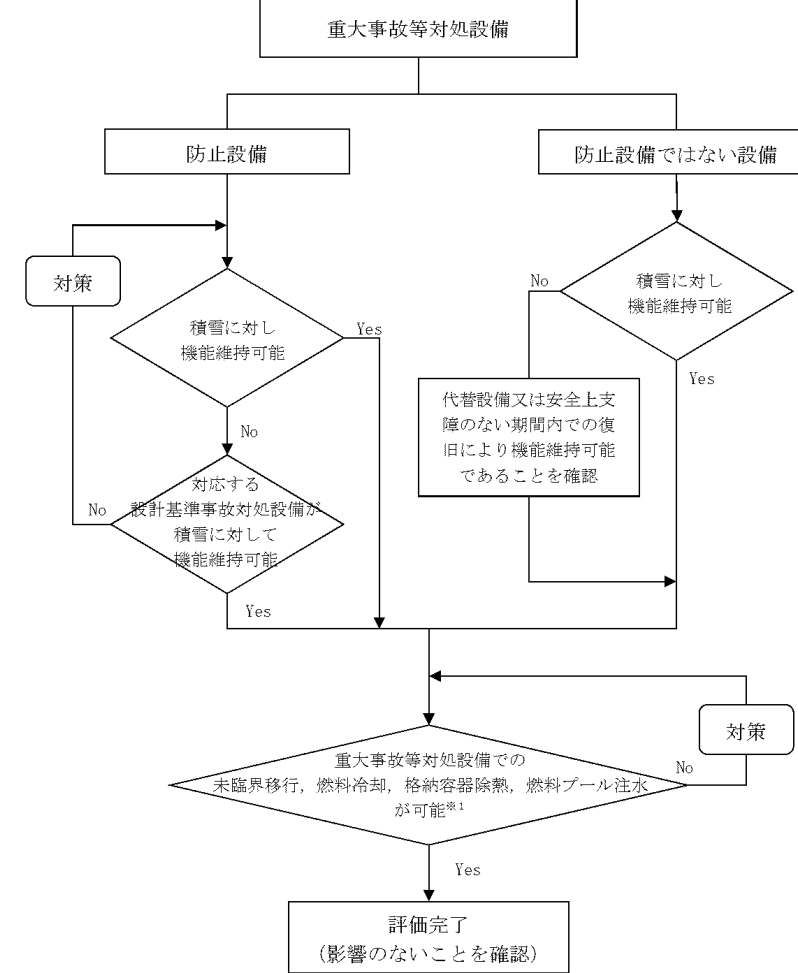 重大事故等対処設備
防止設備
防止設備ではない設備
対策
積雪に対し
機能維持可能
Yes
No
対応する
設計基準事故対処設備が
積雪に対して
機能維持可能
No
Yes
積雪に対し
機能維持可能
No
Yes
代替設備又は安全上支
障のない期間内での復
旧により機能維持可能
であることを確認
対策
重大事故等対処設備での
未臨界移行，燃料冷却，格納容器除熱，燃料プール注水
が可能※1
No
Yes
評価完了
（影響のないことを確認）